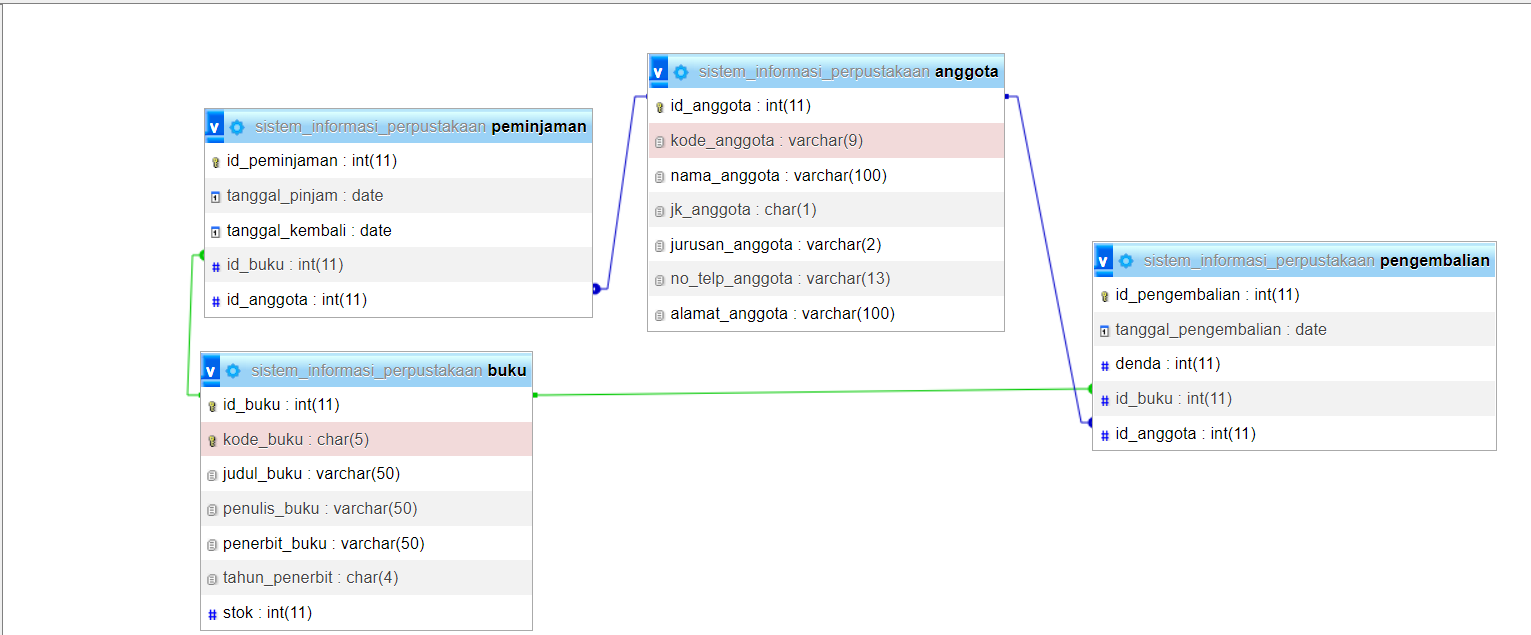 sistem_informasi_perpustakaan peminjaman
id_peminjaman : int(11)
tanggal_pinjam : date
tanggal_kembali : date
id_buku : int(11)
id_anggota : int(11)
sistem_informasi_perpustakaan anggota
id_anggota : int(11)
kode_anggota : varchar(9)
nama_anggota : varchar(100)
jk_anggota : char(1)
jurusan_anggota : varchar(2)
no_telp_anggota : varchar(13)
alamat_anggota : varchar(100)
sistem_informasi_perpustakaan pengembalian
id_pengembalian : int(11)
tanggal_pengembalian : date
denda : int(11)
id_buku : int(11)
id_anggota : int(11)
sistem_informasi_perpustakaan buku
id_buku : int(11)
kode_buku : char(5)
judul_buku : varchar(50)
penulis_buku : varchar(50)
penerbit_buku : varchar(50)
tahun_penerbit : char(4)
stok : int(11)